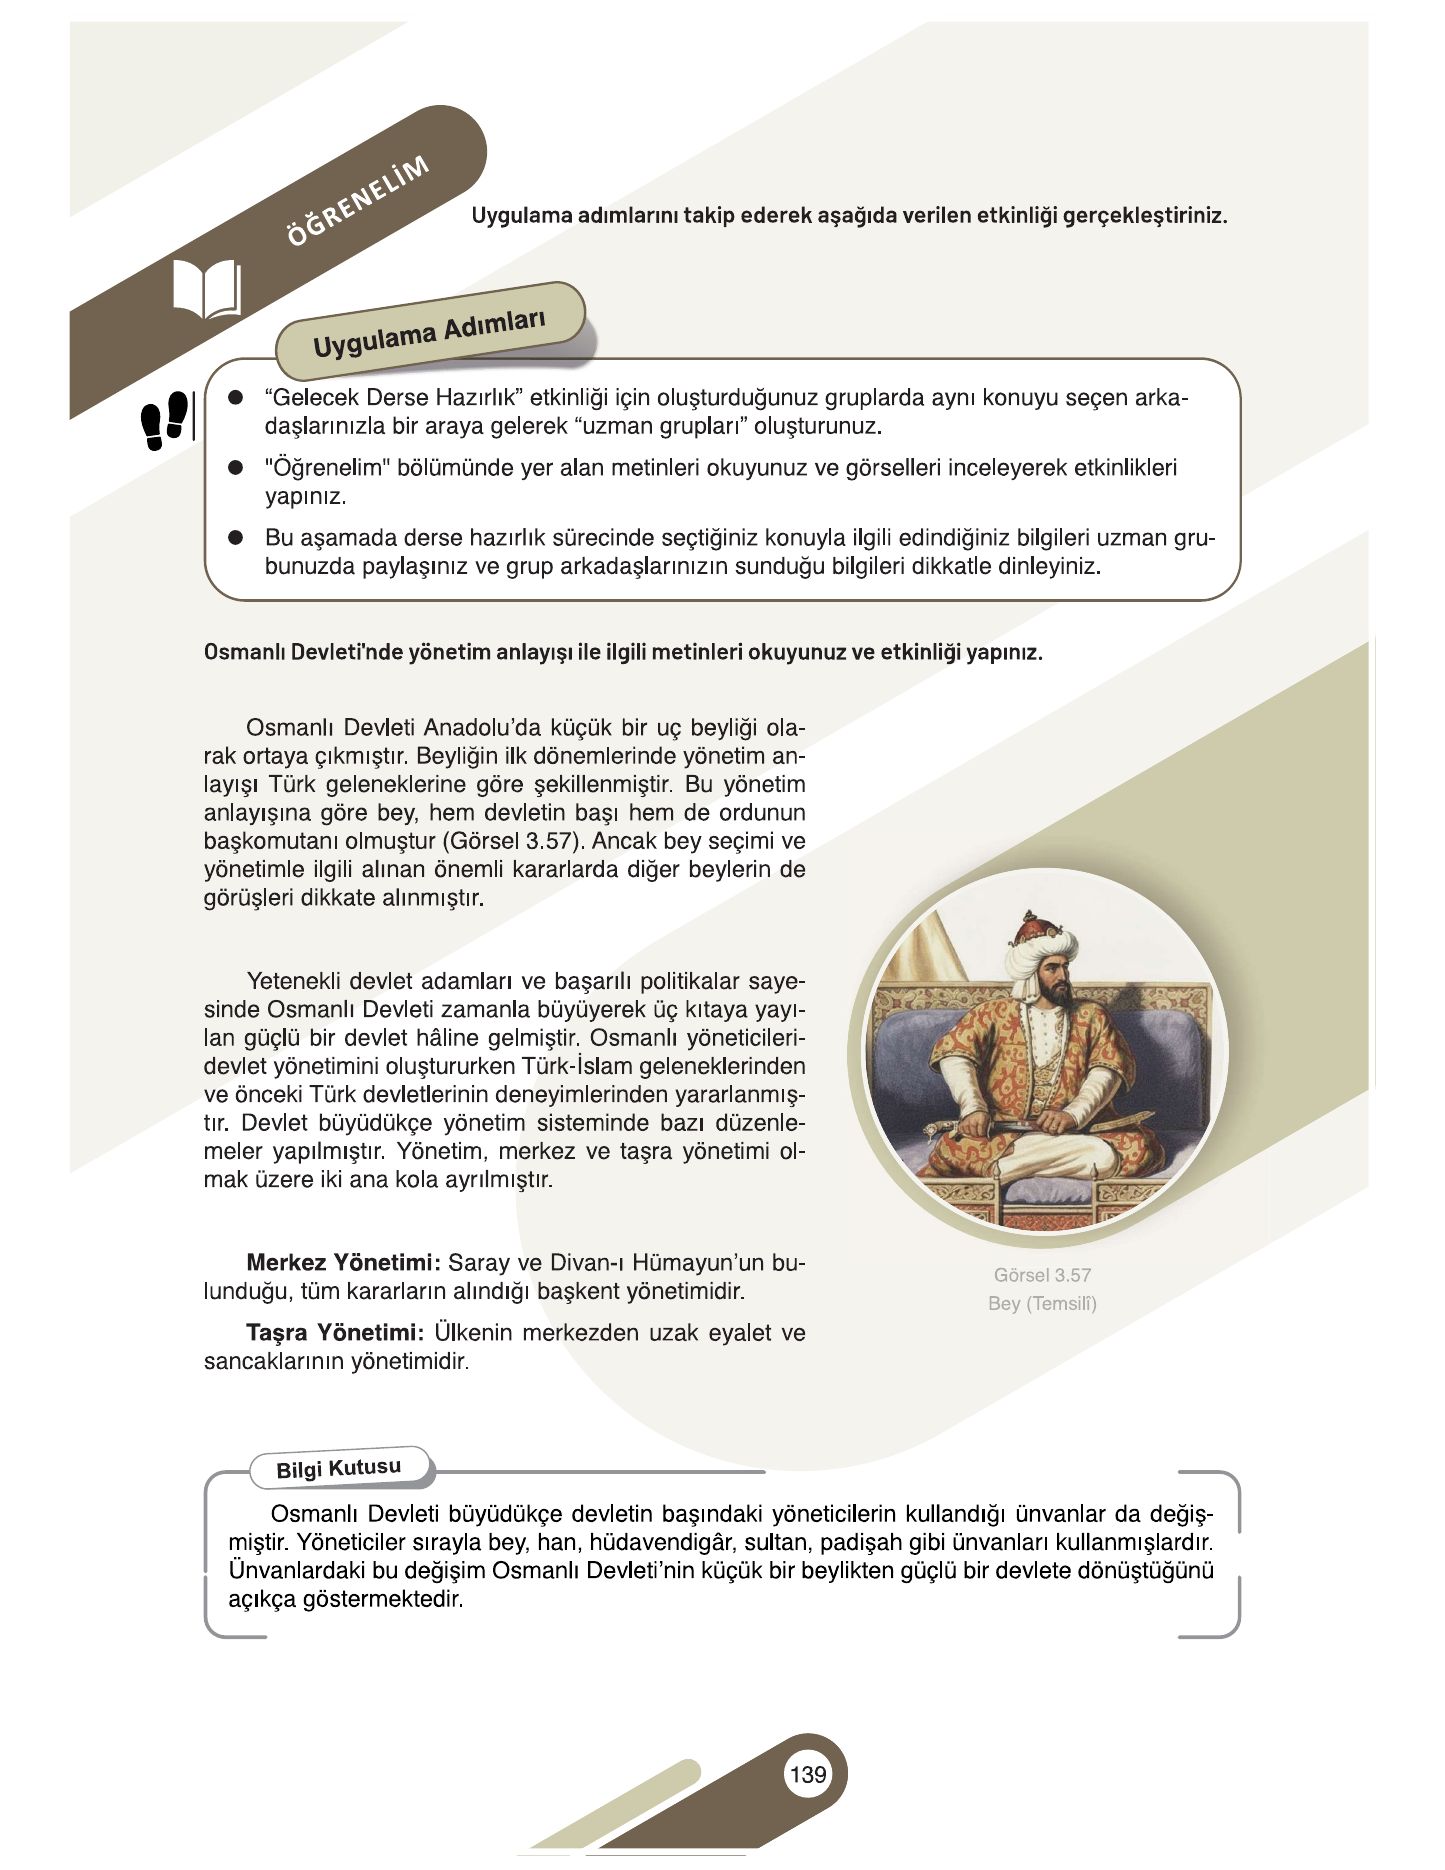 ÖĞRENELİM
Uygulama adımlarını takip ederek aşağıda verilen etkinliği gerçekleştiriniz.
Uygulama Adımları
● “Gelecek Derse Hazırlık” etkinliği için oluşturduğunuz gruplarda aynı konuyu seçen arka-
daşlarınızla bir araya gelerek “uzman grupları” oluşturunuz.
● "Öğrenelim" bölümünde yer alan metinleri okuyunuz ve görselleri inceleyerek etkinlikleri
yapınız.
● Bu aşamada derse hazırlık sürecinde seçtiğiniz konuyla ilgili edindiğiniz bilgileri uzman gru-
bunuzda paylaşınız ve grup arkadaşlarınızın sunduğu bilgileri dikkatle dinleyiniz.
Osmanlı Devleti'nde yönetim anlayışı ile ilgili metinleri okuyunuz ve etkinliği yapınız.
Osmanlı Devleti Anadolu’da küçük bir uç beyliği ola-
rak ortaya çıkmıştır. Beyliğin ilk dönemlerinde yönetim an-
layışı Türk geleneklerine göre şekillenmiştir. Bu yönetim
anlayışına göre bey, hem devletin başı hem de ordunun
başkomutanı olmuştur (Görsel 3.57). Ancak bey seçimi ve
yönetimle ilgili alınan önemli kararlarda diğer beylerin de
görüşleri dikkate alınmıştır.
Yetenekli devlet adamları ve başarılı politikalar saye-
sinde Osmanlı Devleti zamanla büyüyerek üç kıtaya yayı-
lan güçlü bir devlet hâline gelmiştir. Osmanlı yöneticileri-
devlet yönetimini oluştururken Türk-İslam geleneklerinden
ve önceki Türk devletlerinin deneyimlerinden yararlanmış-
tır. Devlet büyüdükçe yönetim sisteminde bazı düzenle-
meler yapılmıştır. Yönetim, merkez ve taşra yönetimi ol-
mak üzere iki ana kola ayrılmıştır.
Merkez Yönetimi: Saray ve Divan-ı Hümayun’un bu-
lunduğu, tüm kararların alındığı başkent yönetimidir.
Taşra Yönetimi: Ülkenin merkezden uzak eyalet ve
sancaklarının yönetimidir.
Görsel 3.57
Bey (Temsilî)
Bilgi Kutusu
Osmanlı Devleti büyüdükçe devletin başındaki yöneticilerin kullandığı ünvanlar da değiş-
miştir. Yöneticiler sırayla bey, han, hüdavendigâr, sultan, padişah gibi ünvanları kullanmışlardır.
Ünvanlardaki bu değişim Osmanlı Devleti’nin küçük bir beylikten güçlü bir devlete dönüştüğünü
açıkça göstermektedir.
139